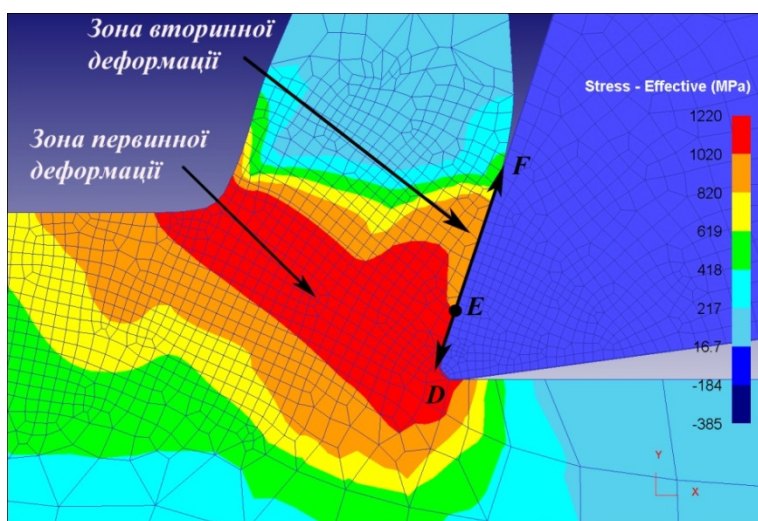 Зона вторинної
деформації
Зона первинної
деформації
Stress - Effective (MPa)
1220
1020
820
619
418
217
16.7
-184
-385
F
E
D
Y
X